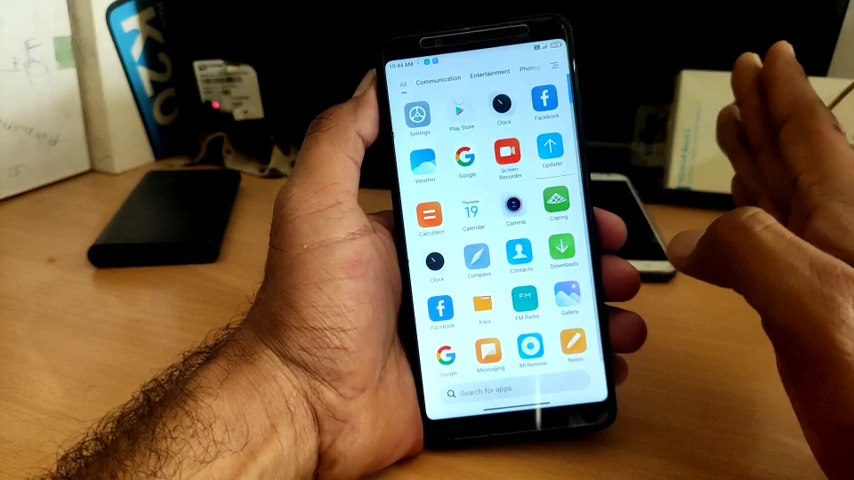 K20
10:44 AM
All Communication Entertainment
Settings Play Store Clock Facebook
Weather Google Screen Recorder Updater
Calculator Calendar Camera
Thursday
19
Clock Compass Contacts Downloads
FM
Facebook Files FM Radio Gallery
Google Messaging Mi Remote Notes
Search for apps